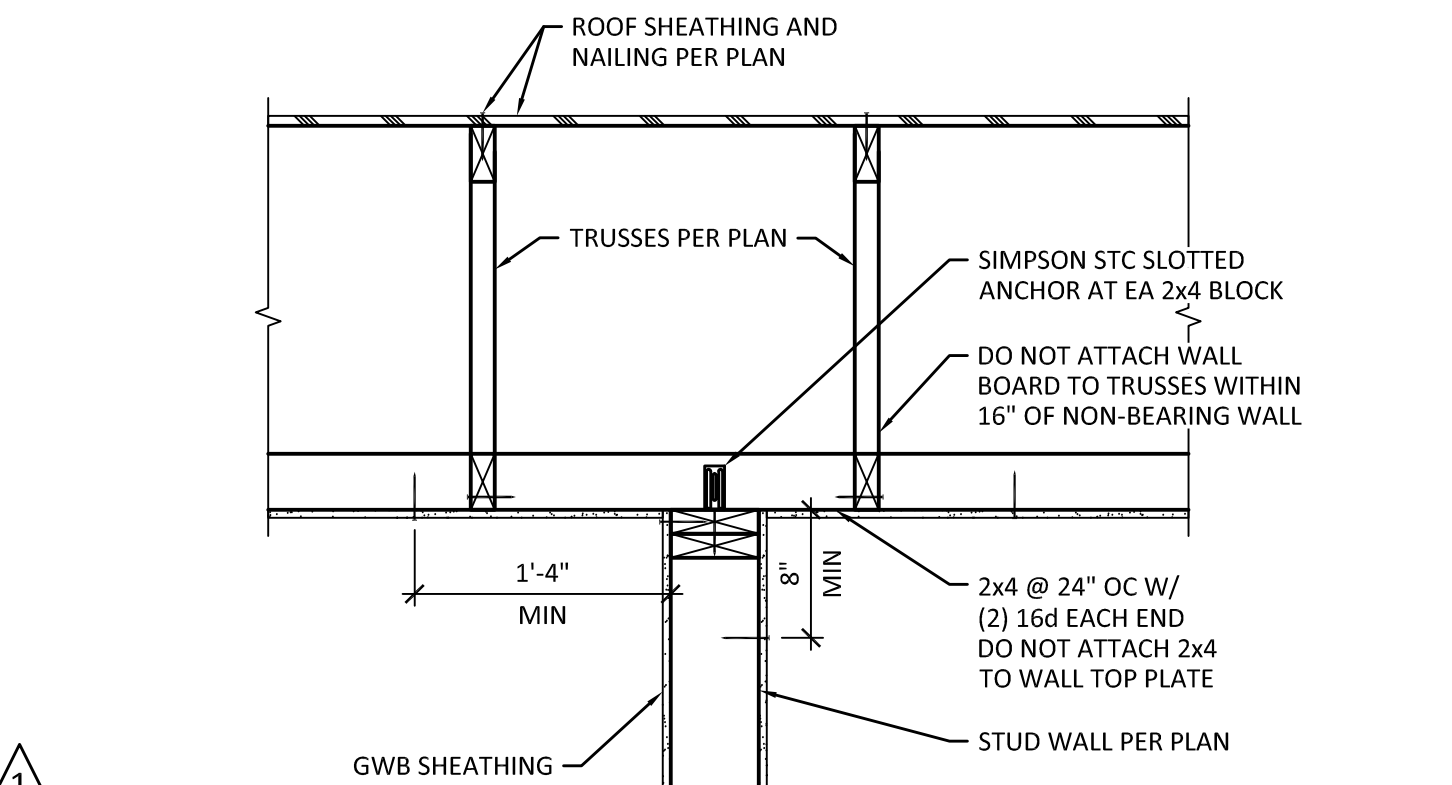 ROOF SHEATHING AND
NAILING PER PLAN
TRUSSES PER PLAN
SIMPSON STC SLOTTED
ANCHOR AT EA 2x4 BLOCK
DO NOT ATTACH WALL
BOARD TO TRUSSES WITHIN
16" OF NON-BEARING WALL
1'-4"
MIN
8"
MIN
2x4 @ 24" OC W/
(2) 16d EACH END
DO NOT ATTACH 2x4
TO WALL TOP PLATE
STUD WALL PER PLAN
GWB SHEATHING
1